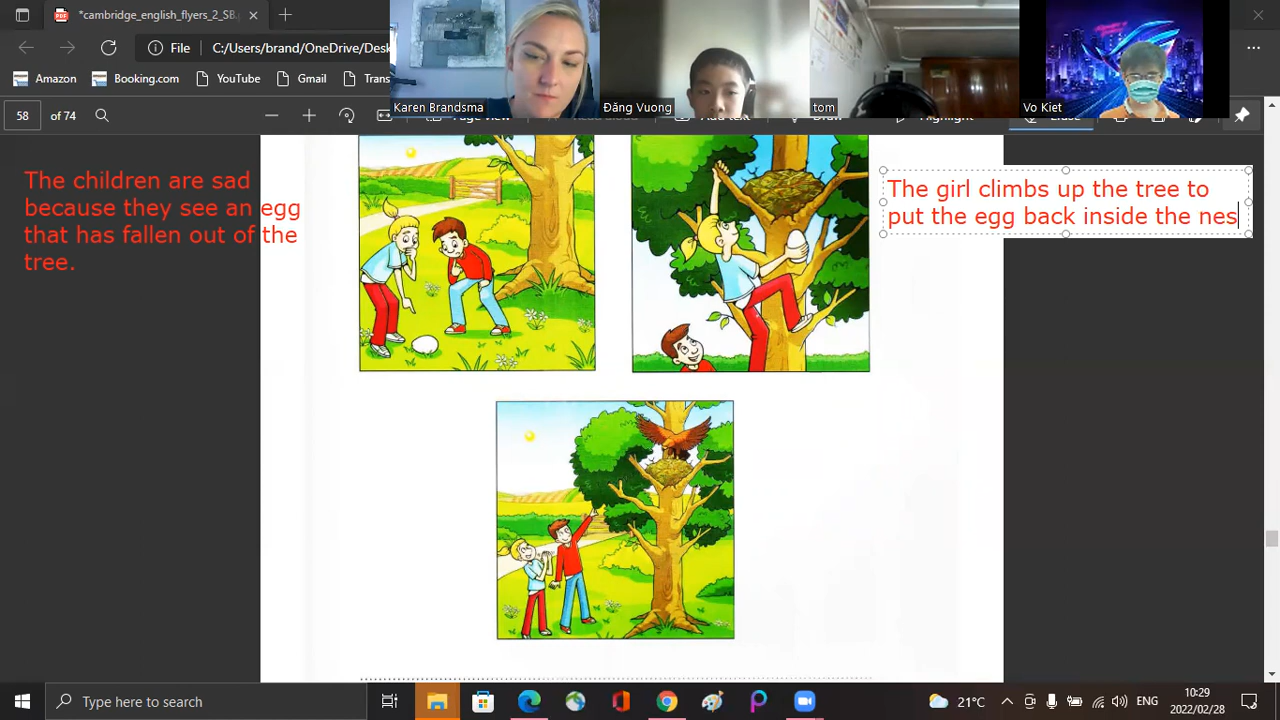 *cambridge_english_flyers_2_SB.
File
C:/Users/brand/OneDrive/Desk
Amazon
Booking.com
YouTube
Gmail
Trans
Karen Brandsma
Đăng Vuong
tom
Vo Kiet
58 of 74
The children are sad
because they see an egg
that has fallen out of the
tree.
The girl climbs up the tree to
put the egg back inside the nes
Type here to search
21°C
ENG
10:29
2022/02/28